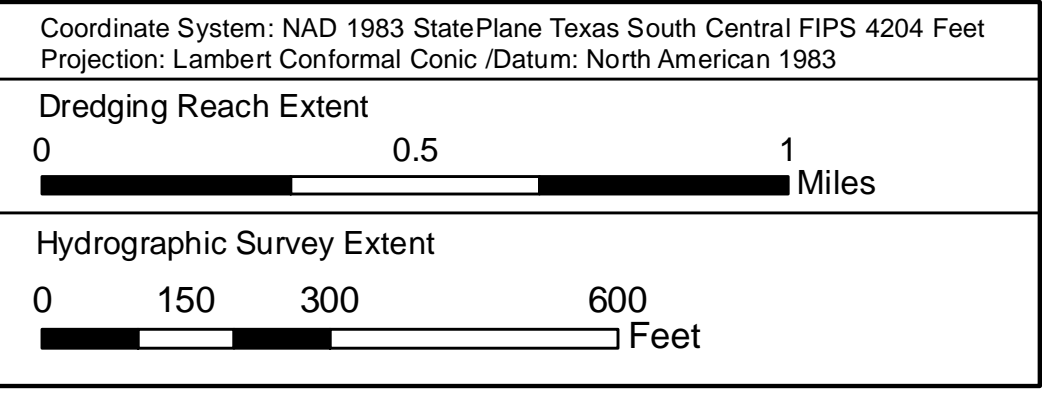 Coordinate System: NAD 1983 StatePlane Texas South Central FIPS 4204 Feet
Projection: Lambert Conformal Conic /Datum: North American 1983
Dredging Reach Extent
0 0.5 1
Miles
Hydrographic Survey Extent
0 150 300 600
Feet